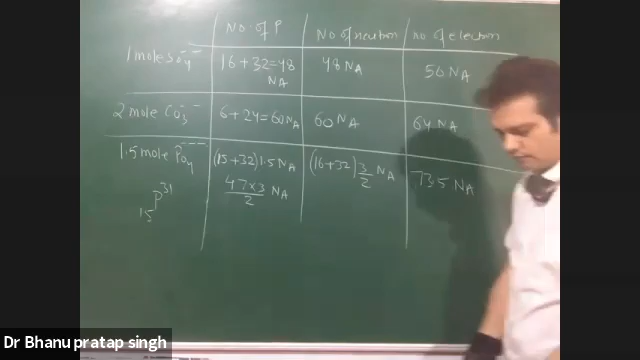 No. of P No of neutron no of electron
1 mole SO4-- 16 + 32 = 48 NA 48 NA 50 NA
2 mole CO3-- 6 + 24 = 60 NA 60 NA 64 NA
1.5 mole PO4--- (15+32) 1.5 NA (16+32) 3/2 NA 73.5 NA
47×3/2 NA
15P31
Dr Bhanu pratap singh